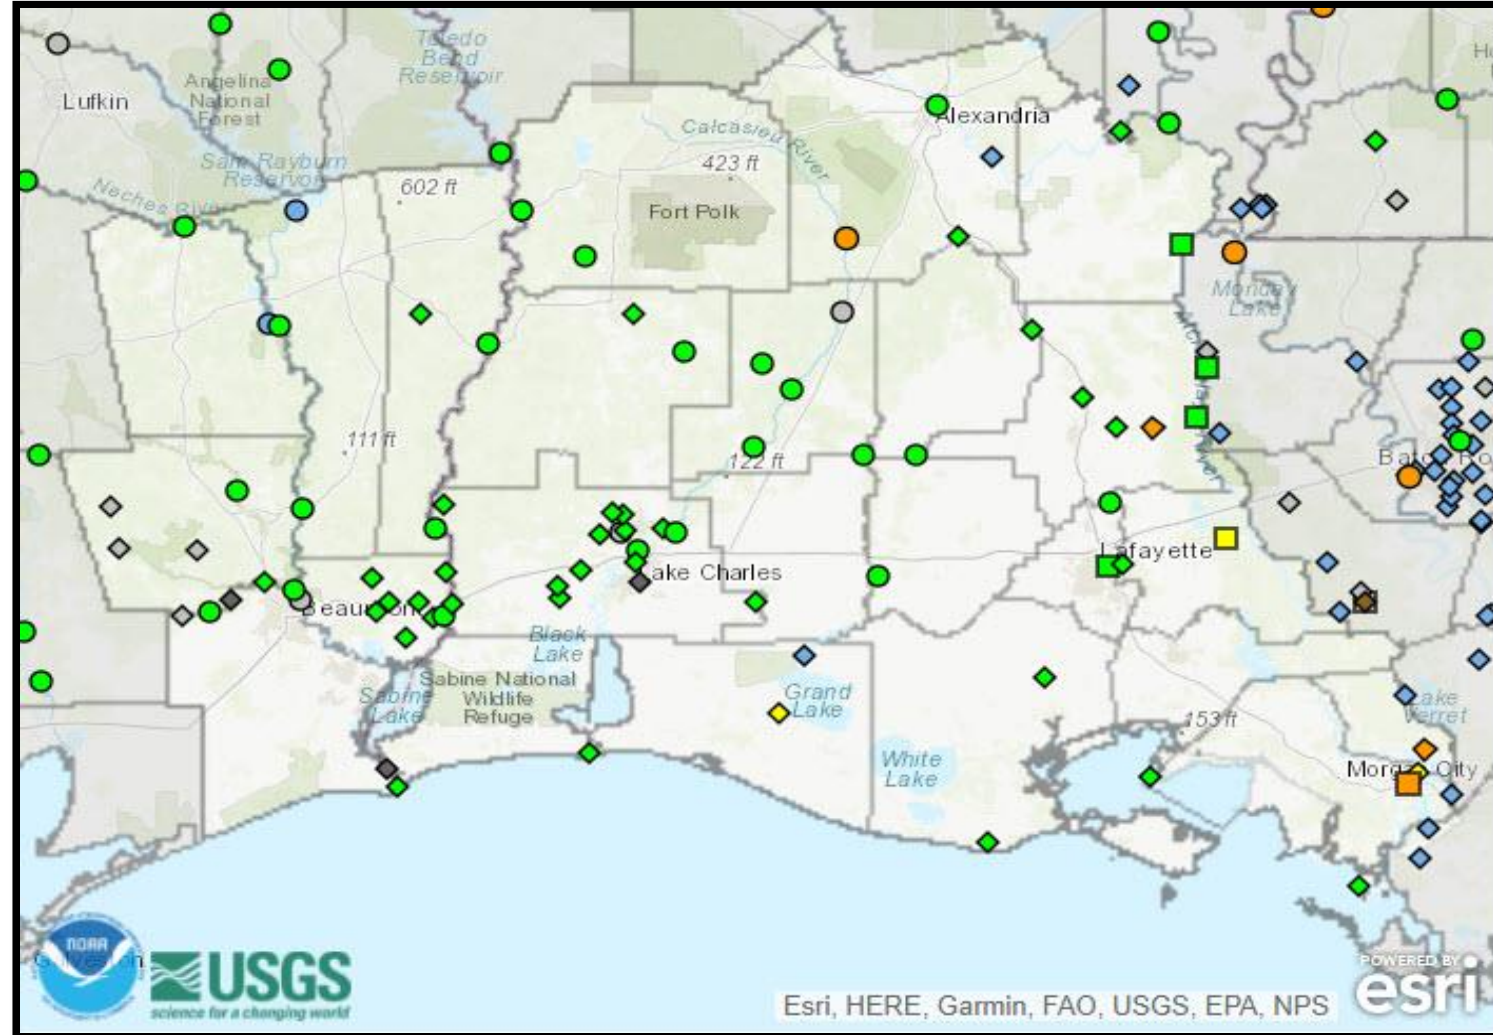 Toledo
Bend
Reservoir
Angelina
National
Forest
Lufkin
Alexandria
Calcasieu River
Sam Rayburn
Reservoir
423 ft
602 ft
Neches River
Fort Polk
111 ft
122 ft
Lafayette
Lake Charles
Beaumont
Black
Lake
Sabine National
Wildlife
Refuge
Sabine
Lake
Grand
Lake
Lake
Verret
153 ft
White
Lake
Morgan City
NOAA
USGS
science for a changing world
POWERED BY
esri
Esri, HERE, Garmin, FAO, USGS, EPA, NPS